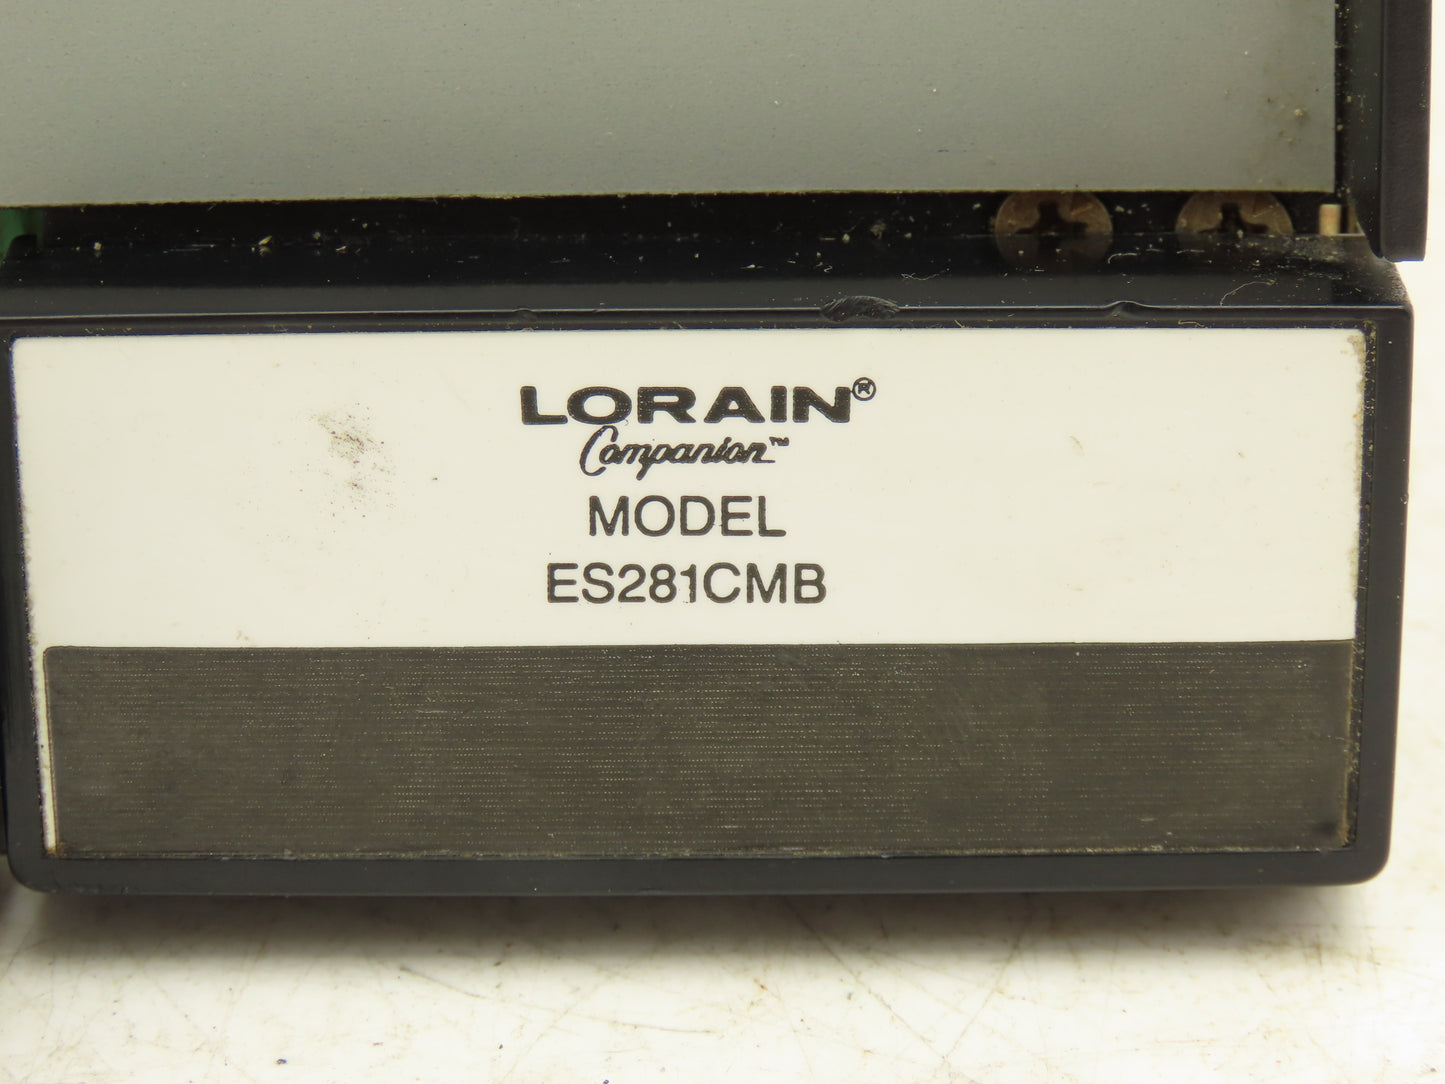 LORAIN®
Companion™
MODEL
ES281CMB